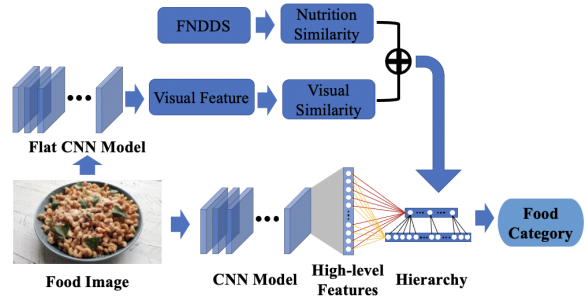 FNDDS
Nutrition
Similarity
Visual Feature
Visual
Similarity
Flat CNN Model
Food Image
CNN Model
High-level
Features
Hierarchy
Food
Category